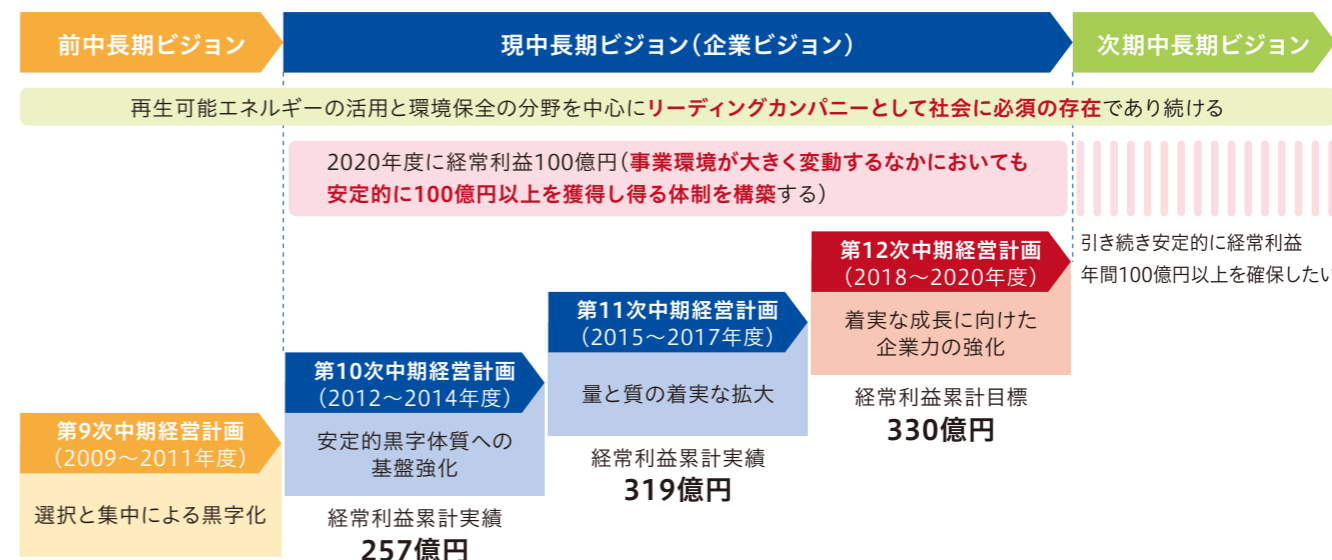 前中長期ビジョン
現中長期ビジョン(企業ビジョン)
次期中長期ビジョン
再生可能エネルギーの活用と環境保全の分野を中心にリーディングカンパニーとして社会に必須の存在であり続ける
2020年度に経常利益100億円(事業環境が大きく変動するなかにおいても
安定的に100億円以上を獲得し得る体制を構築する)
引き続き安定的に経常利益
年間100億円以上を確保したい
第9次中期経営計画
(2009〜2011年度)
選択と集中による黒字化
第10次中期経営計画
(2012〜2014年度)
安定的黒字体質への
基盤強化
経常利益累計実績
257億円
第11次中期経営計画
(2015〜2017年度)
量と質の着実な拡大
経常利益累計実績
319億円
第12次中期経営計画
(2018〜2020年度)
着実な成長に向けた
企業力の強化
経常利益累計目標
330億円